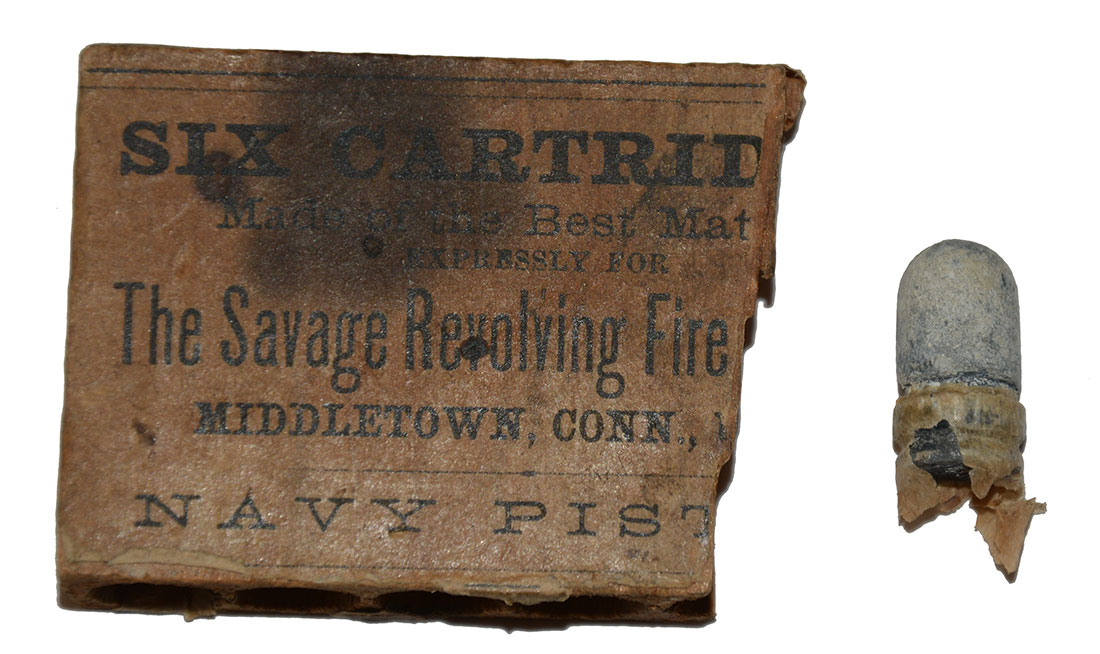 SIX CARTRID
Made of the Best Mat
EXPRESSLY FOR
The Savage Revolving Fire
MIDDLETOWN, CONN.,
NAVY PIST